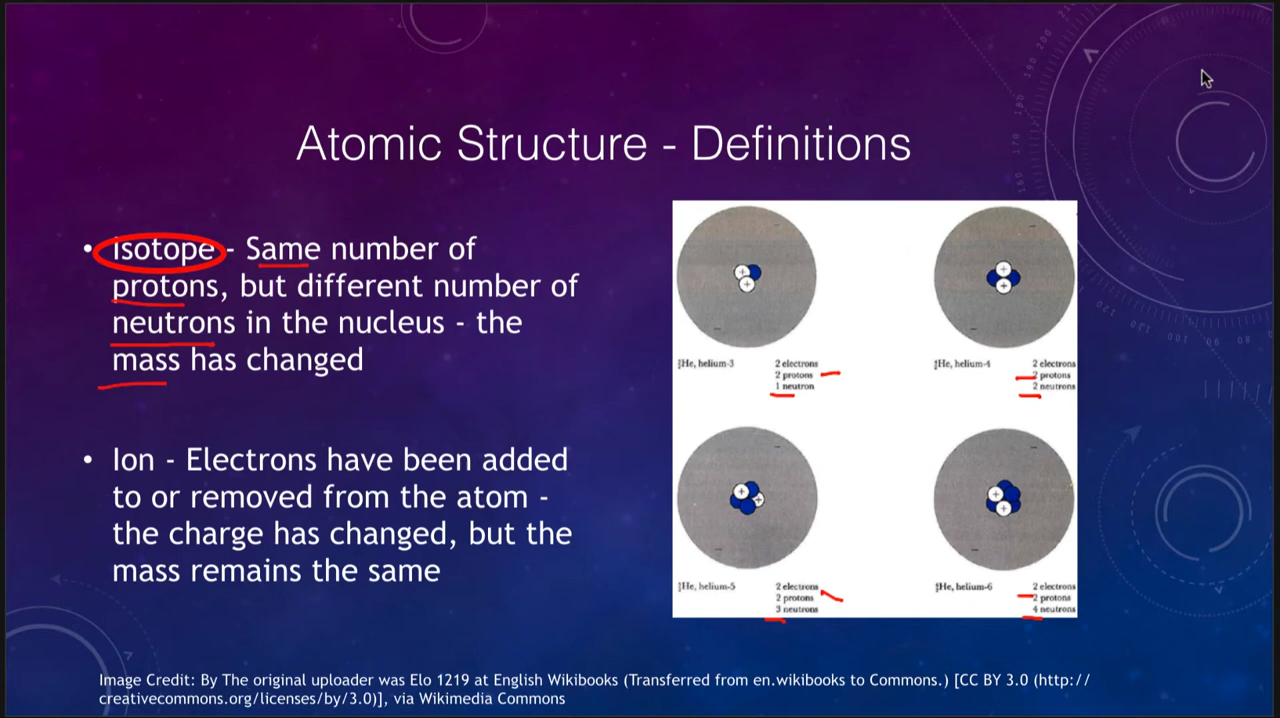 Atomic Structure - Definitions
• Isotope - Same number of
protons, but different number of
neutrons in the nucleus - the
mass has changed
• Ion - Electrons have been added
to or removed from the atom -
the charge has changed, but the
mass remains the same
He, helium-3
2 electrons
2 protons
1 neutron
He, helium-4
2 electrons
2 protons
2 neutrons
He, helium-5
2 electrons
2 protons
3 neutrons
He, helium-6
2 electrons
2 protons
4 neutrons
Image Credit: By The original uploader was Elo 1219 at English Wikibooks (Transferred from en.wikibooks to Commons.) [CC BY 3.0 (http://
creativecommons.org/licenses/by/3.0)], via Wikimedia Commons